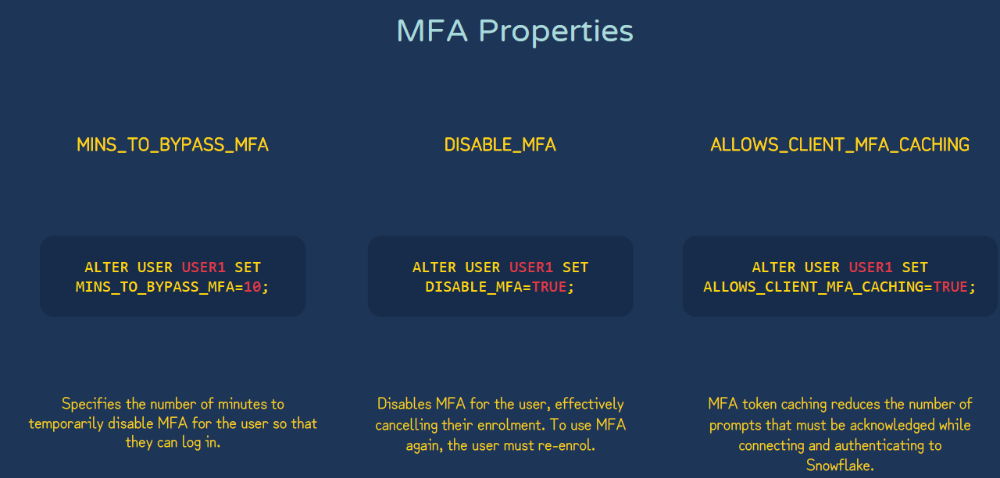 MFA Properties
MINS_TO_BYPASS_MFA
ALTER USER USER1 SET
MINS_TO_BYPASS_MFA=10;
Specifies the number of minutes to
temporarily disable MFA for the user so that
they can log in.
DISABLE_MFA
ALTER USER USER1 SET
DISABLE_MFA=TRUE;
Disables MFA for the user, effectively
cancelling their enrolment. To use MFA
again, the user must re-enrol.
ALLOWS_CLIENT_MFA_CACHING
ALTER USER USER1 SET
ALLOWS_CLIENT_MFA_CACHING=TRUE;
MFA token caching reduces the number of
prompts that must be acknowledged while
connecting and authenticating to
Snowflake.